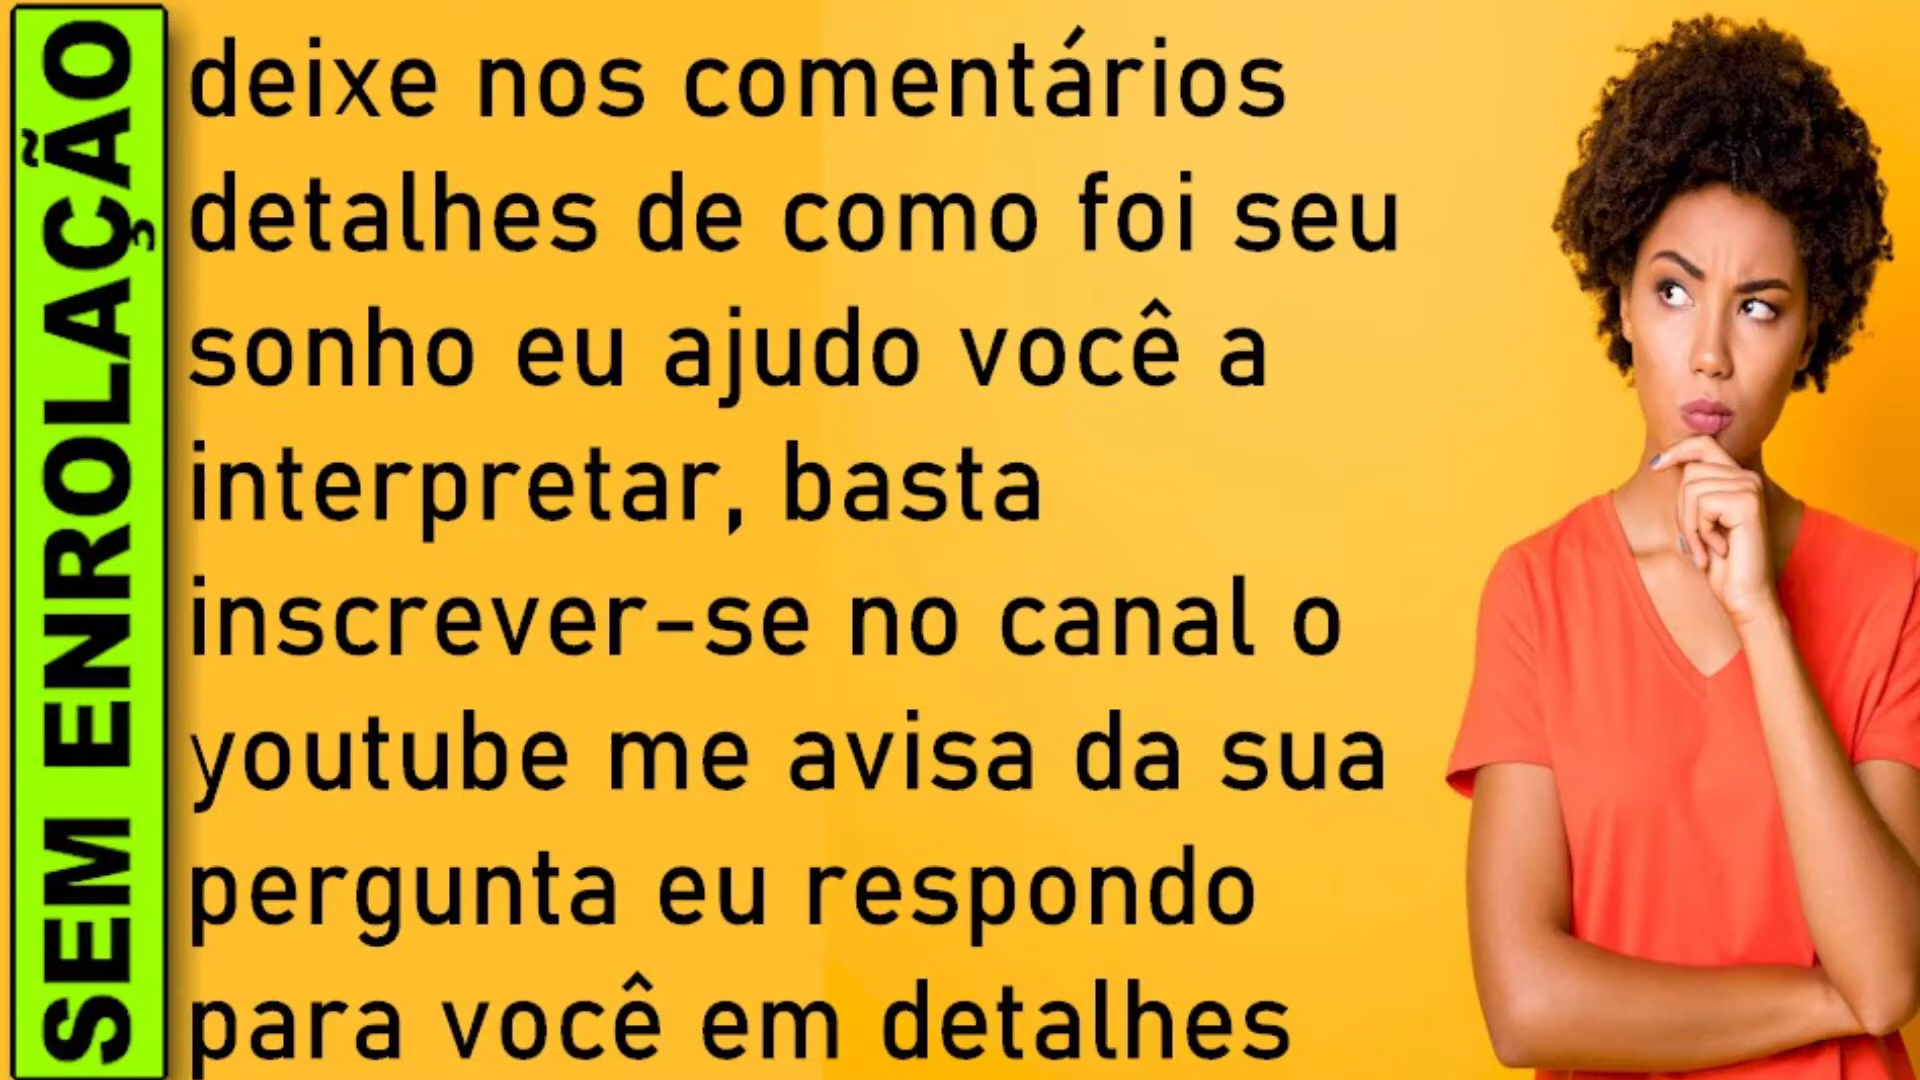 SEM ENROLAÇÃO
deixe nos comentários
detalhes de como foi seu
sonho eu ajudo você a
interpretar, basta
inscrever-se no canal o
youtube me avisa da sua
pergunta eu respondo
para você em detalhes